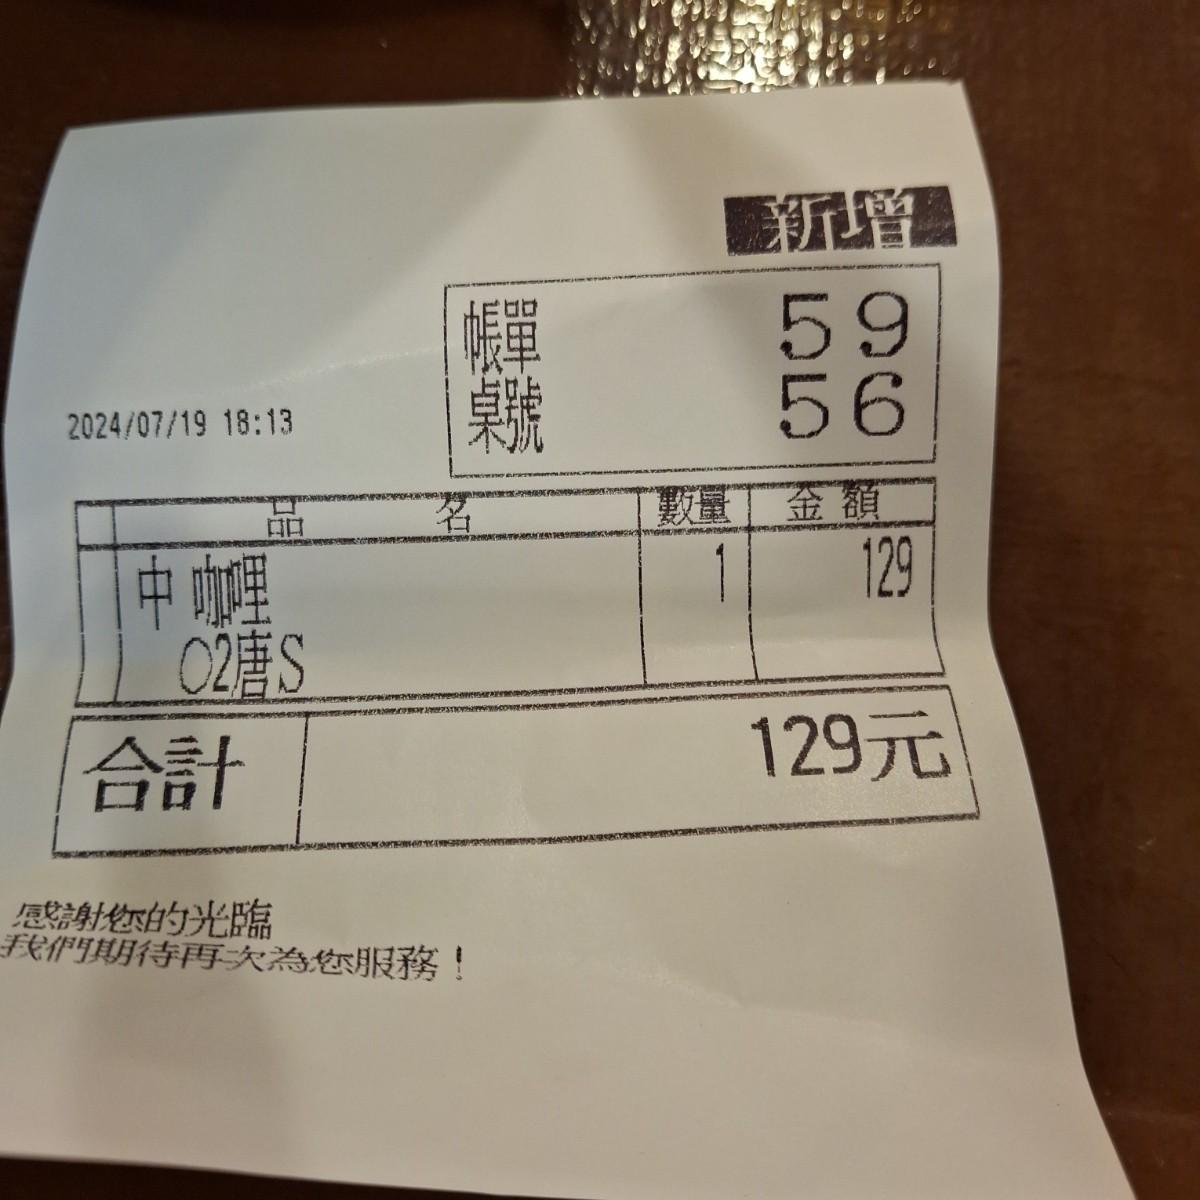 新增
帳單 59
桌號 56
2024/07/19 18:13
品名 數量 金額
中 咖哩 1 129
○2唐S
合計 129元
感謝您的光臨
我們期待再次為您服務！